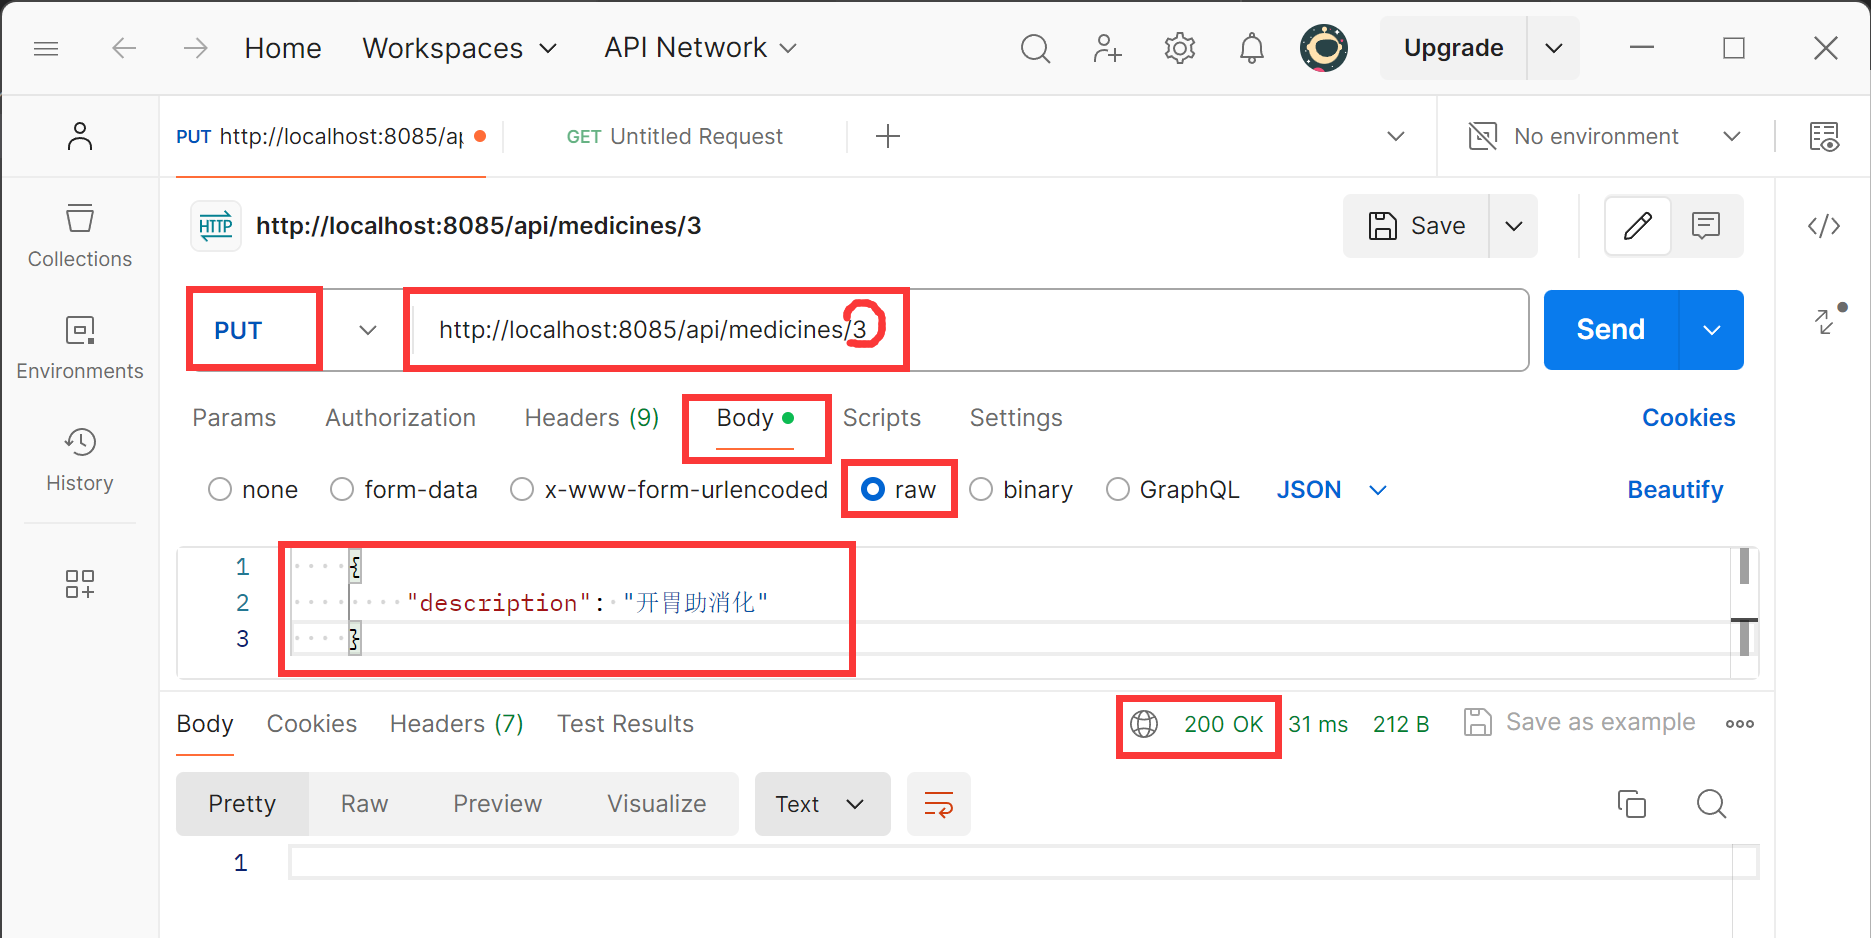 Home Workspaces API Network Upgrade
PUT http://localhost:8085/ap GET Untitled Request No environment
HTTP http://localhost:8085/api/medicines/3 Save
Collections
PUT http://localhost:8085/api/medicines/3 Send
Environments
Params Authorization Headers (9) Body Scripts Settings Cookies
History
none form-data x-www-form-urlencoded raw binary GraphQL JSON Beautify
1 {
2 "description": "开胃助消化"
3 }
Body Cookies Headers (7) Test Results 200 OK 31 ms 212 B Save as example
Pretty Raw Preview Visualize Text
1